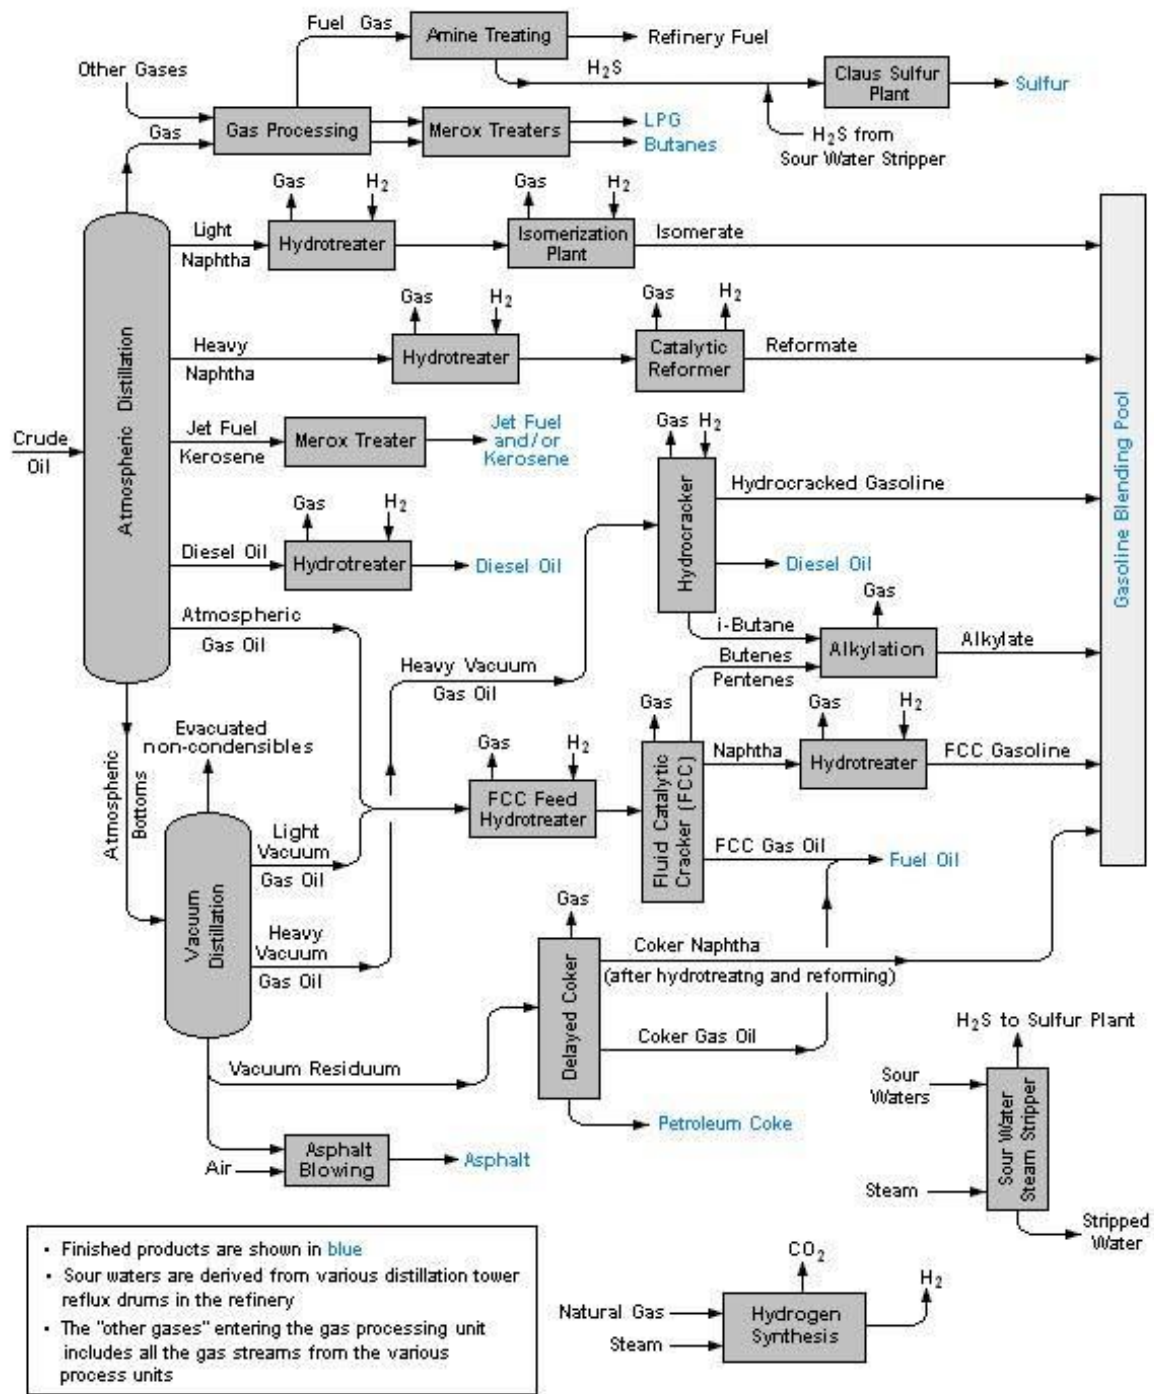 Fuel Gas
Amine Treating
Refinery Fuel
Other Gases
H2S
Claus Sulfur
Plant
Sulfur
Gas
Gas Processing
Merox Treaters
LPG
Butanes
H2S from
Sour Water Stripper
Gas
H2
Gas
H2
Light
Naphtha
Hydrotreater
Isomerization
Plant
Isomerate
Gas
H2
Gas
H2
Heavy
Naphtha
Hydrotreater
Catalytic
Reformer
Reformate
Atmospheric Distillation
Gasoline Blending Pool
Crude
Oil
Jet Fuel
Kerosene
Merox Treater
Jet Fuel
and/or
Kerosene
Gas
H2
Hydrocracker
Hydrocracked Gasoline
Gas
H2
Diesel Oil
Hydrotreater
Diesel Oil
Diesel Oil
Gas
Atmospheric
Gas Oil
i-Butane
Butenes
Pentenes
Alkylation
Alkylate
Heavy Vacuum
Gas Oil
Evacuated
non-condensibles
Atmospheric
Bottoms
Gas
H2
FCC Feed
Hydrotreater
Gas
Fluid Catalytic
Cracker (FCC)
Gas
H2
Naphtha
Hydrotreater
FCC Gasoline
Light
Vacuum
Gas Oil
FCC Gas Oil
Fuel Oil
Vacuum
Distillation
Heavy
Vacuum
Gas Oil
Gas
Delayed Coker
Coker Naphtha
(after hydrotreatng and reforming)
Coker Gas Oil
Vacuum Residuum
Petroleum Coke
Air
Asphalt
Blowing
Asphalt
H2S to Sulfur Plant
Sour
Waters
Sour Water
Steam Stripper
Steam
Stripped
Water
• Finished products are shown in blue
• Sour waters are derived from various distillation tower
reflux drums in the refinery
• The "other gases" entering the gas processing unit
includes all the gas streams from the various
process units
CO2
H2
Natural Gas
Steam
Hydrogen
Synthesis